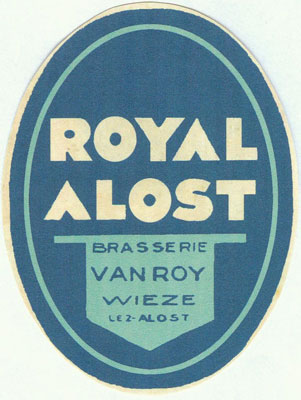 ROYAL
ALOST
BRASSERIE
VAN ROY
WIEZE
LEZ-ALOST